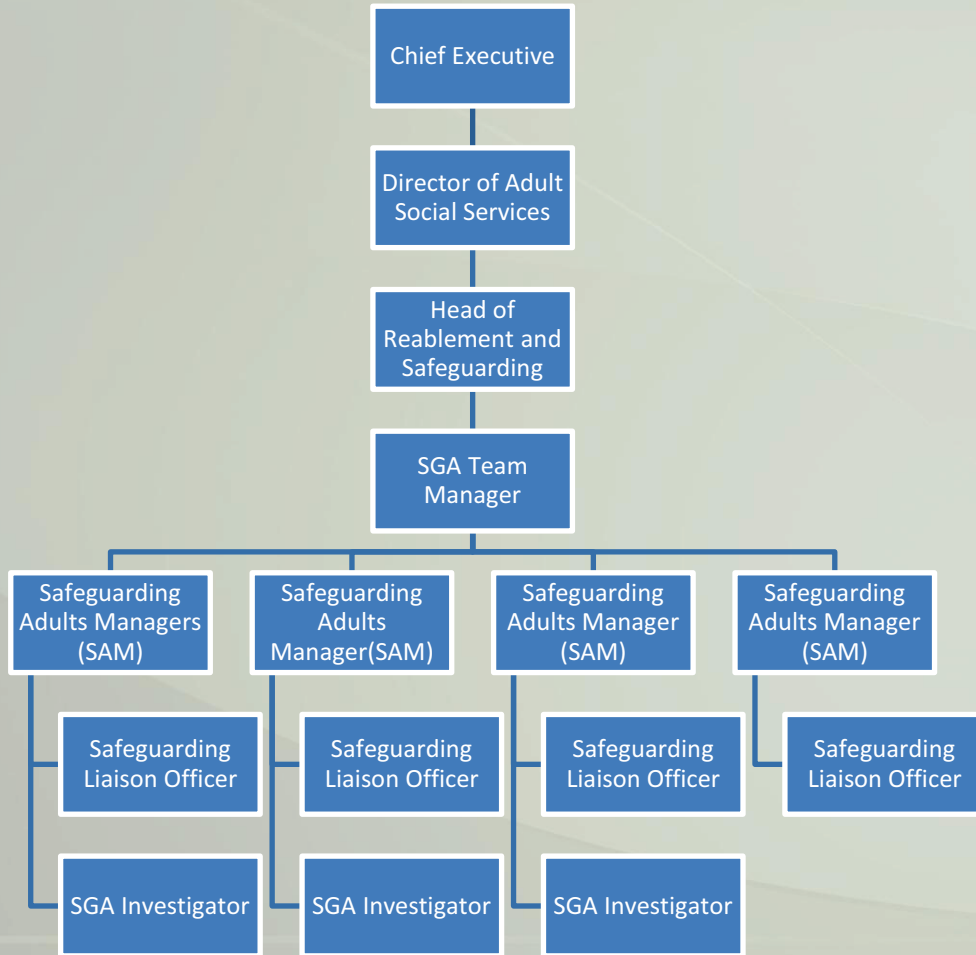 Chief Executive
Director of Adult
Social Services
Head of
Reablement and
Safeguarding
SGA Team
Manager
Safeguarding
Adults Managers
(SAM)
Safeguarding
Adults
Manager(SAM)
Safeguarding
Adults Manager
(SAM)
Safeguarding
Adults Manager
(SAM)
Safeguarding
Liaison Officer
Safeguarding
Liaison Officer
Safeguarding
Liaison Officer
Safeguarding
Liaison Officer
SGA Investigator
SGA Investigator
SGA Investigator